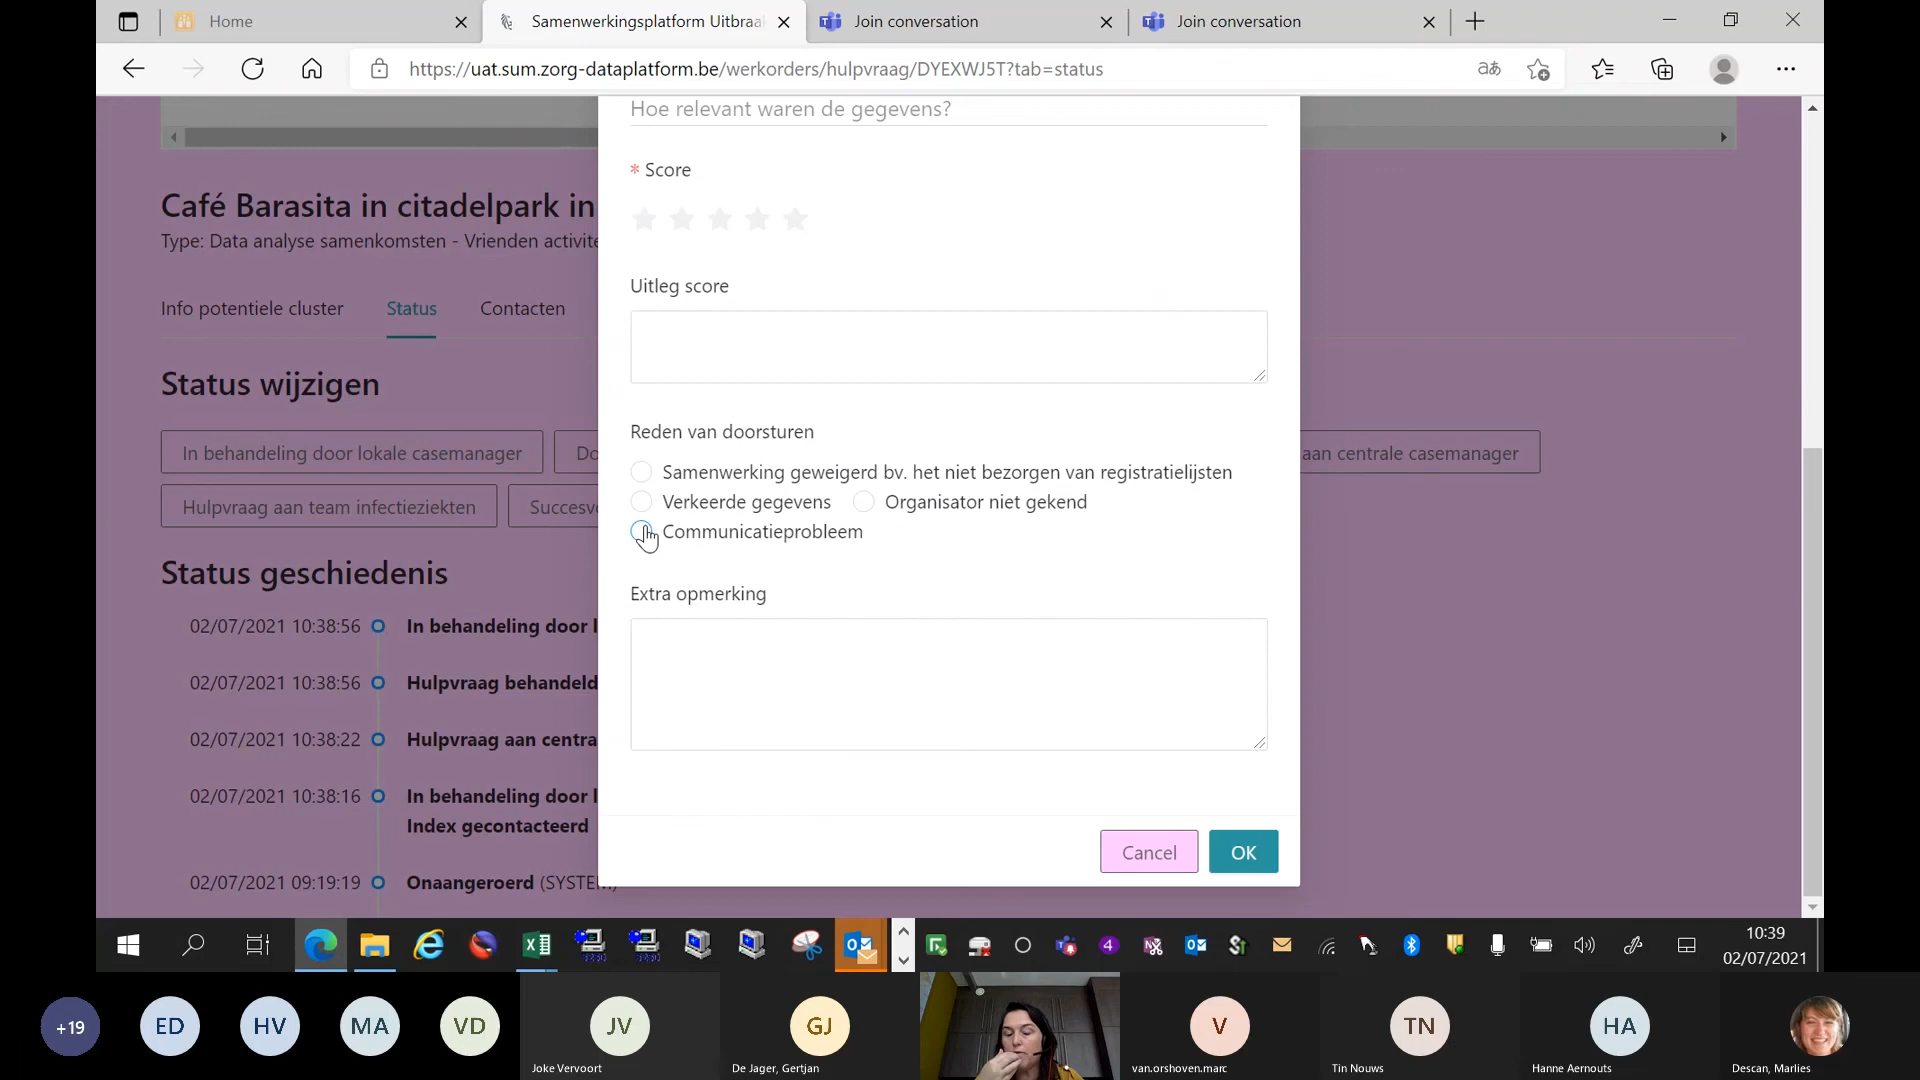 Home
Samenwerkingsplatform Uitbraa
Join conversation
Join conversation
https://uat.sum.zorg-dataplatform.be/werkorders/hulpvraag/DYEXWJ5T?tab=status
aあ
Hoe relevant waren de gegevens?
* Score
Café Barasita in citadelpark in
Type: Data analyse samenkomsten - Vrienden activite
Uitleg score
Info potentiele cluster
Status
Contacten
Status wijzigen
Reden van doorsturen
In behandeling door lokale casemanager
Do
aan centrale casemanager
Samenwerking geweigerd bv. het niet bezorgen van registratielijsten
Verkeerde gegevens
Organisator niet gekend
Hulpvraag aan team infectieziekten
Succesv
Communicatieprobleem
Status geschiedenis
Extra opmerking
02/07/2021 10:38:56
In behandeling door l
02/07/2021 10:38:56
Hulpvraag behandeld
02/07/2021 10:38:22
Hulpvraag aan centra
02/07/2021 10:38:16
In behandeling door l
Index gecontacteerd
Cancel
OK
02/07/2021 09:19:19
Onaangeroerd (SYSTEM)
4
10:39
02/07/2021
+19
ED
HV
MA
VD
JV
Joke Vervoort
GJ
De Jager, Gertjan
V
van.orshoven.marc
TN
Tin Nouws
HA
Hanne Aernouts
Descan, Marlies